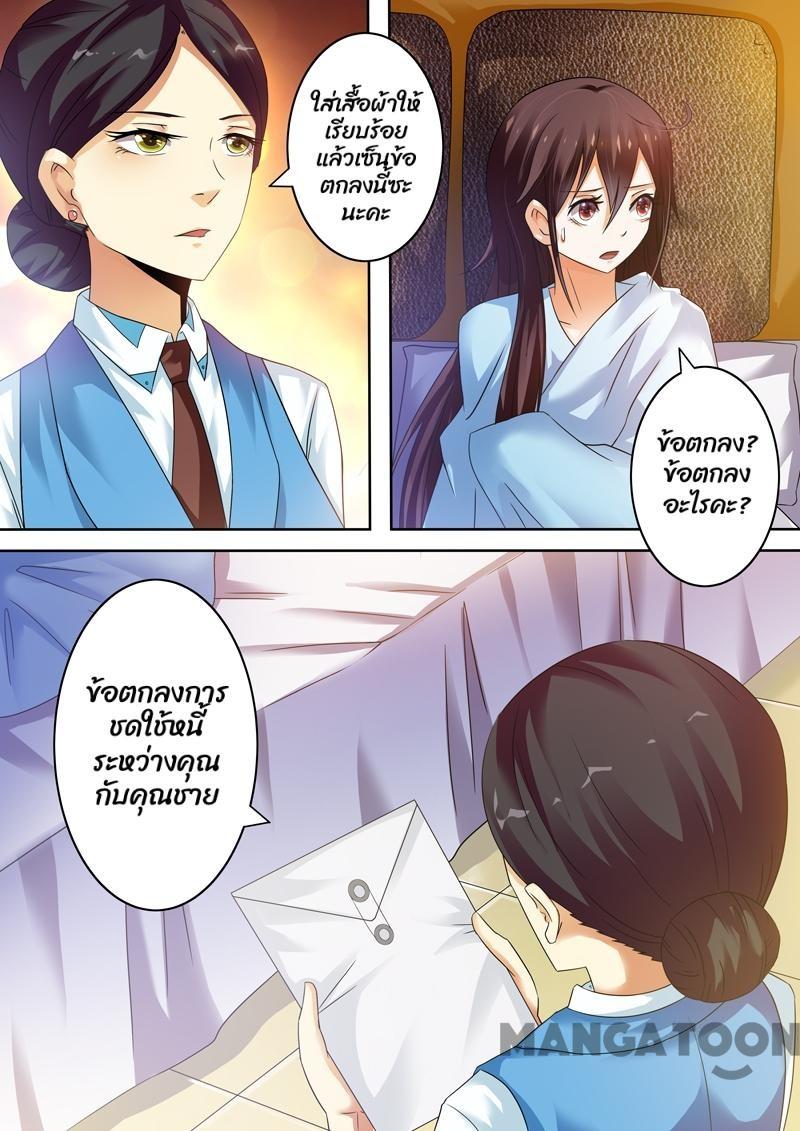 ใส่เสื้อผ้าให้
เรียบร้อย
แล้วเซ็นข้อ
ตกลงนี้ซะ
นะคะ
ข้อตกลง?
ข้อตกลง
อะไรคะ?
ข้อตกลงการ
ชดใช้หนี้
ระหว่างคุณ
กับคุณชาย
MANGATOON